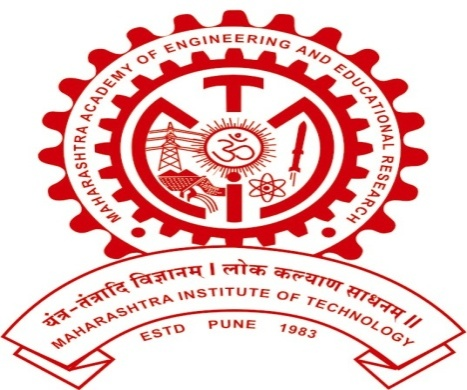 MAHARASHTRA ACADEMY OF ENGINEERING AND EDUCATIONAL RESEARCH
MIT
ॐ
यंत्र-तंत्रादि विज्ञानम् । लोक कल्याण साधनम् ॥
MAHARASHTRA INSTITUTE OF TECHNOLOGY
ESTD PUNE 1983